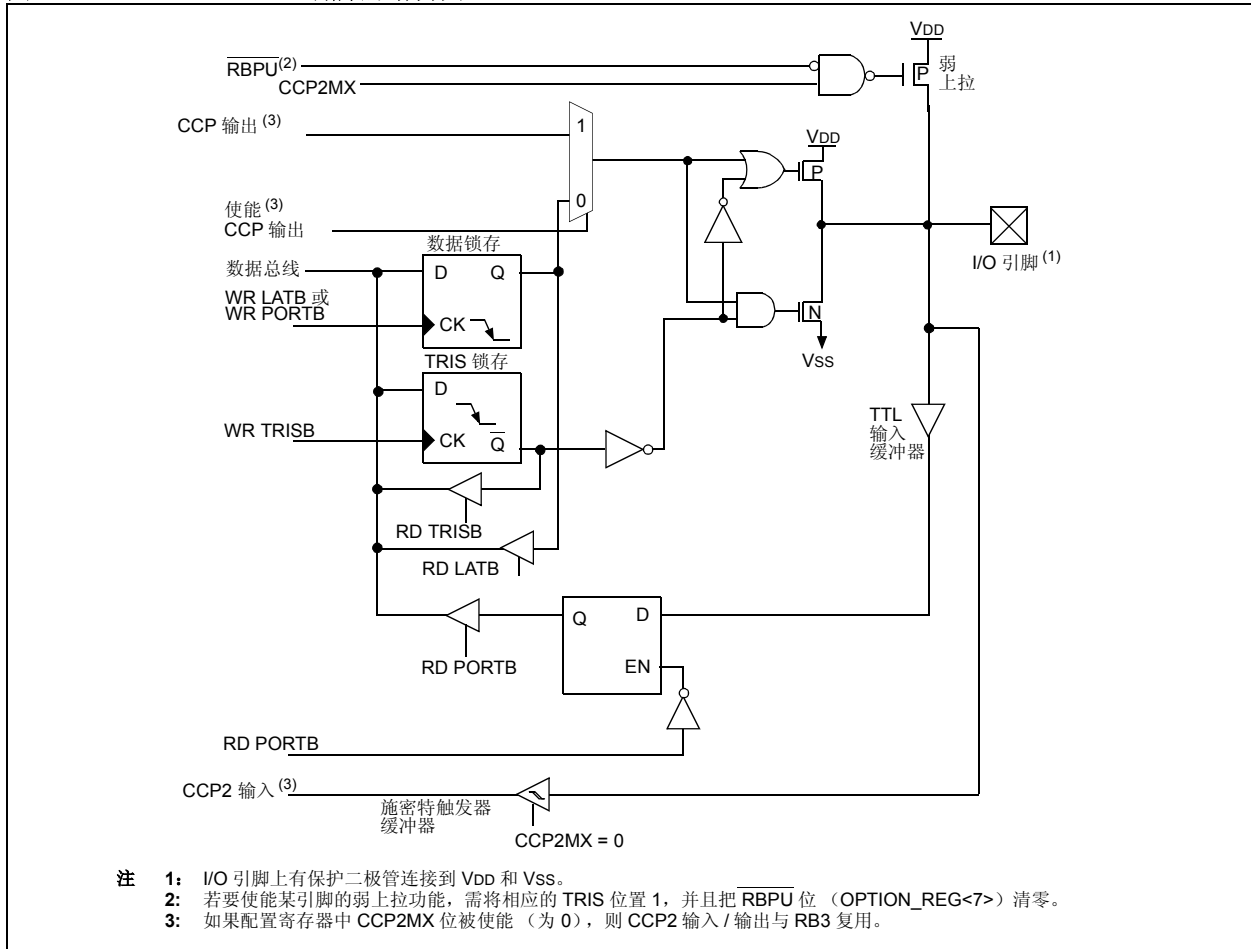 VDD
RBPU(2)
CCP2MX
P
弱
上拉
CCP 输出 (3)
1
VDD
P
0
使能 (3)
CCP 输出
I/O 引脚 (1)
数据锁存
数据总线
D Q
WR LATB 或
WR PORTB
CK
N
VSS
TRIS 锁存
D
TTL
输入
缓冲器
WR TRISB
CK Q
RD TRISB
RD LATB
Q D
EN
RD PORTB
RD PORTB
CCP2 输入 (3)
施密特触发器
缓冲器
CCP2MX = 0
注 1: I/O 引脚上有保护二极管连接到 VDD 和 VSS。
2: 若要使能某引脚的弱上拉功能，需将相应的 TRIS 位置 1，并且把 RBPU 位 （OPTION_REG<7>）清零。
3: 如果配置寄存器中 CCP2MX 位被使能 （为 0），则 CCP2 输入 / 输出与 RB3 复用。